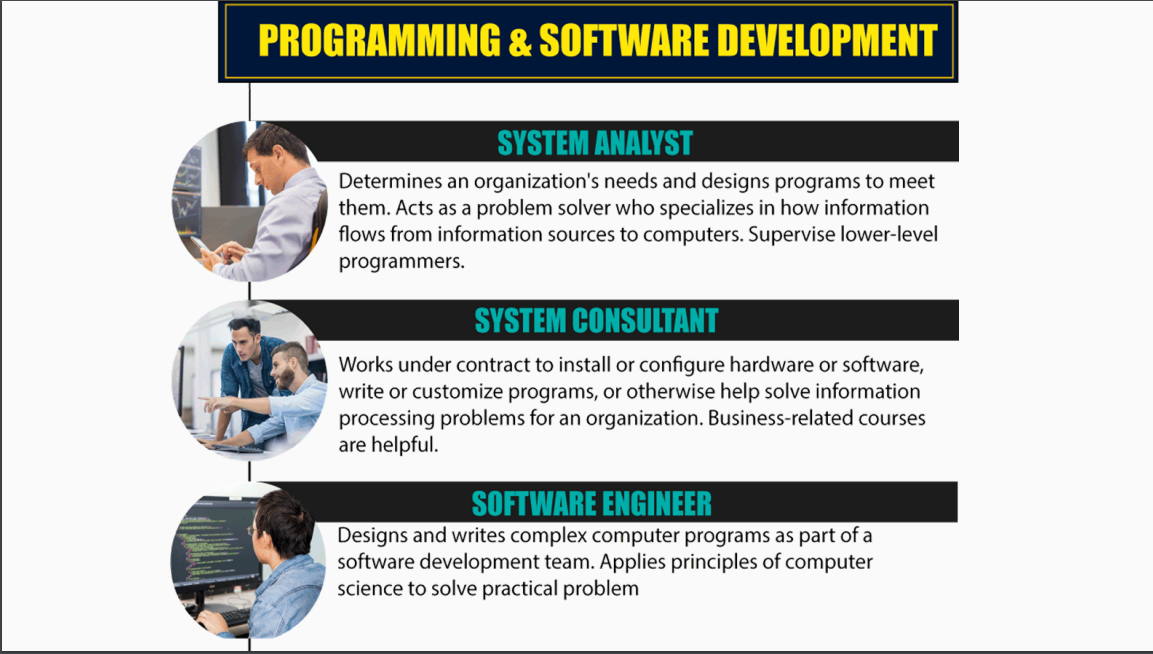 PROGRAMMING & SOFTWARE DEVELOPMENT
SYSTEM ANALYST
Determines an organization's needs and designs programs to meet
them. Acts as a problem solver who specializes in how information
flows from information sources to computers. Supervise lower-level
programmers.
SYSTEM CONSULTANT
Works under contract to install or configure hardware or software,
write or customize programs, or otherwise help solve information
processing problems for an organization. Business-related courses
are helpful.
SOFTWARE ENGINEER
Designs and writes complex computer programs as part of a
software development team. Applies principles of computer
science to solve practical problem